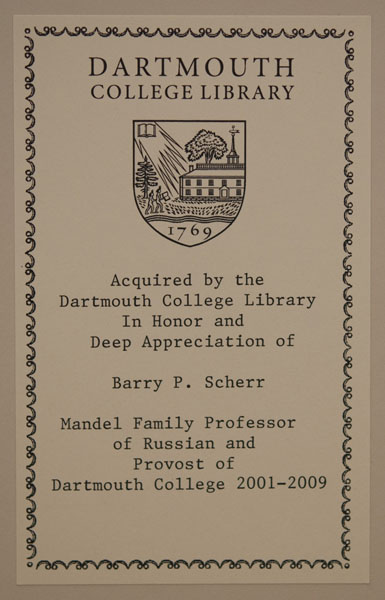 DARTMOUTH
COLLEGE LIBRARY
1769
Acquired by the
Dartmouth College Library
In Honor and
Deep Appreciation of
Barry P. Scherr
Mandel Family Professor
of Russian and
Provost of
Dartmouth College 2001-2009